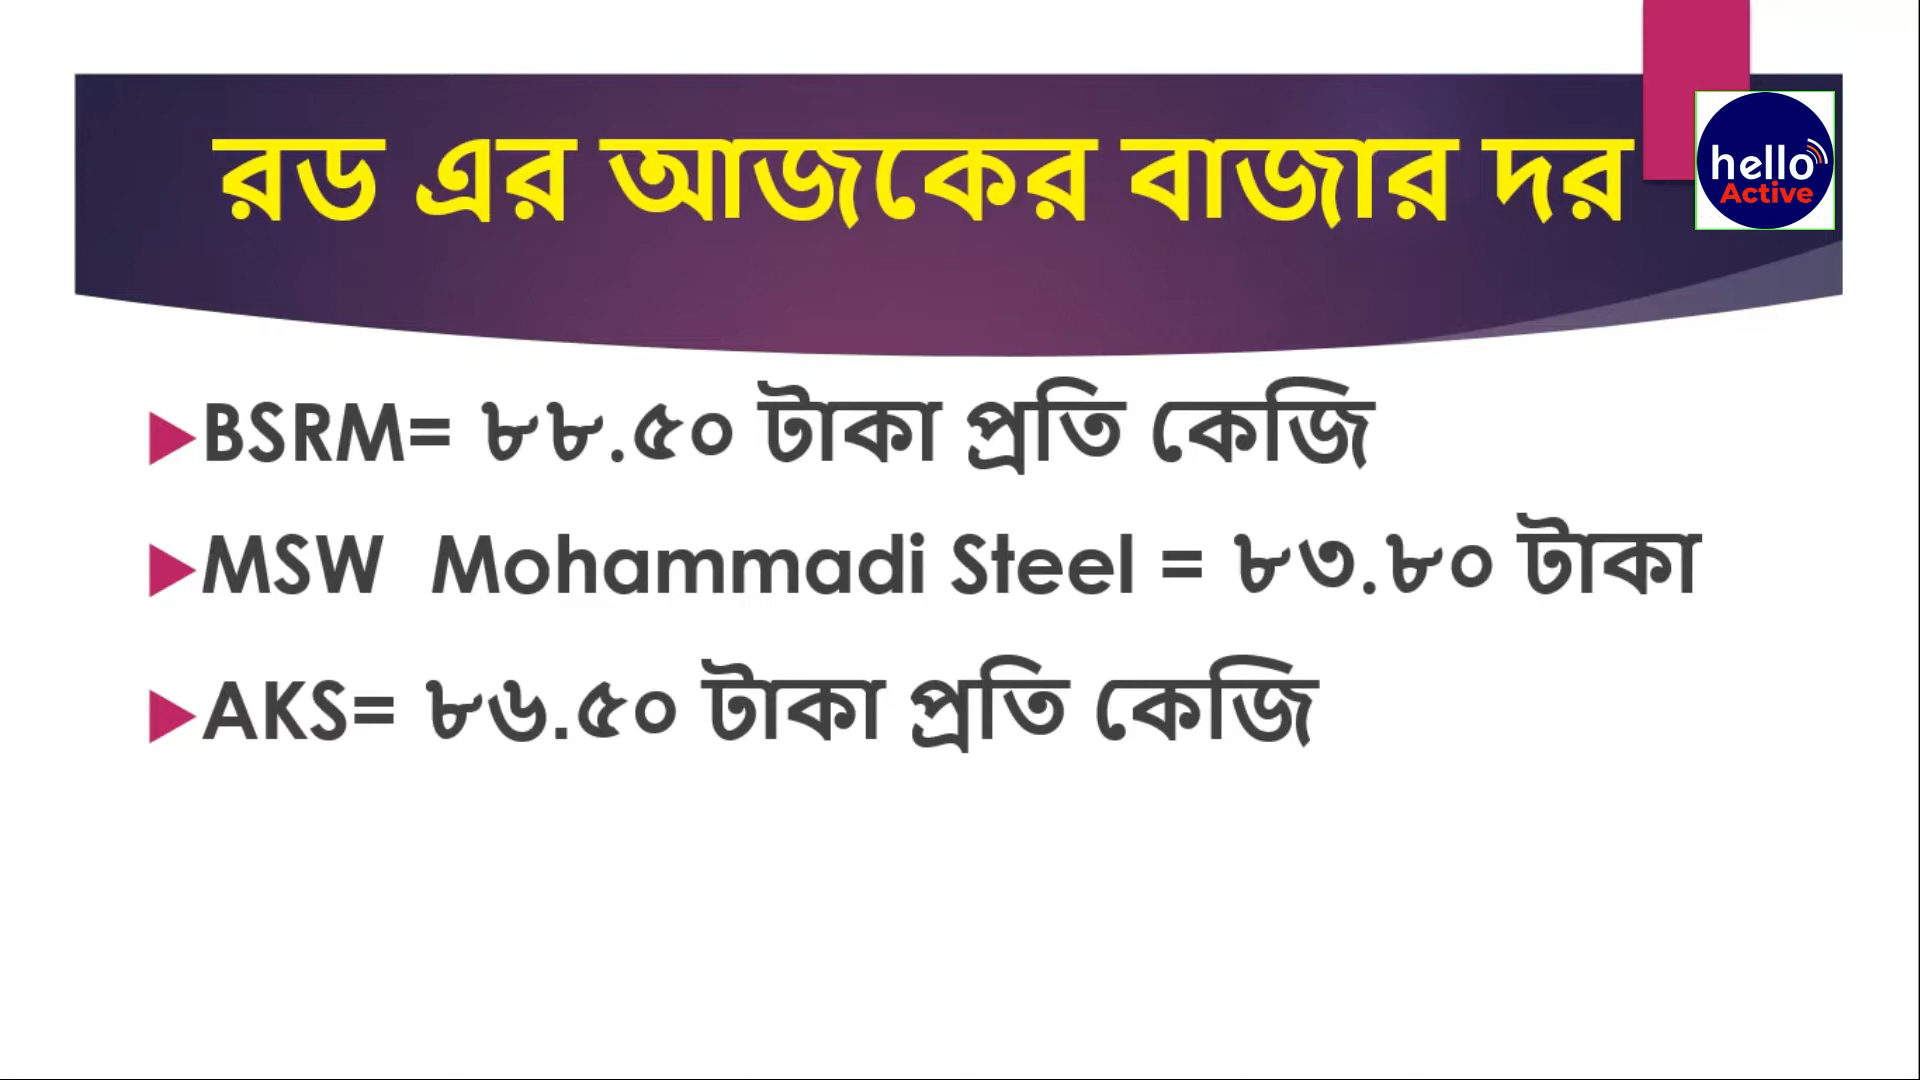 রড এর আজকের বাজার দর
hello
Active
BSRM= ৮৮.৫০ টাকা প্রতি কেজি
MSW Mohammadi Steel = ৮৩.৮০ টাকা
AKS= ৮৬.৫০ টাকা প্রতি কেজি